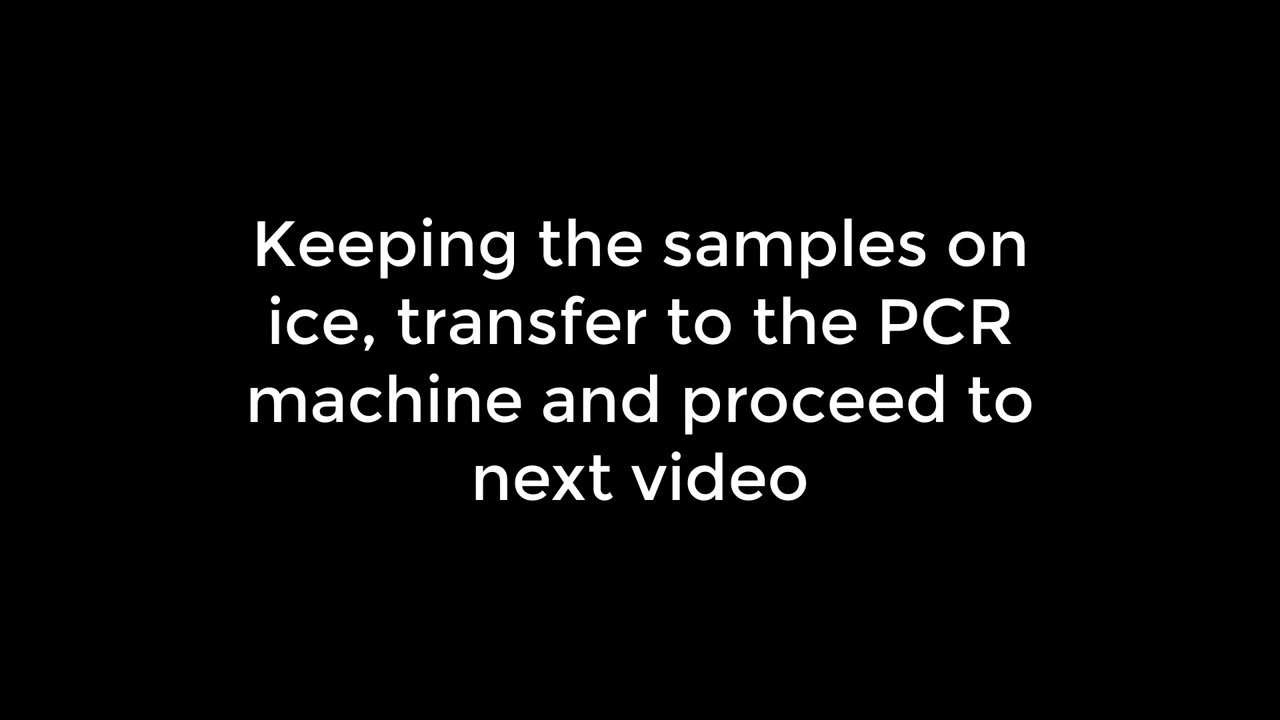 Keeping the samples on
ice, transfer to the PCR
machine and proceed to
next video